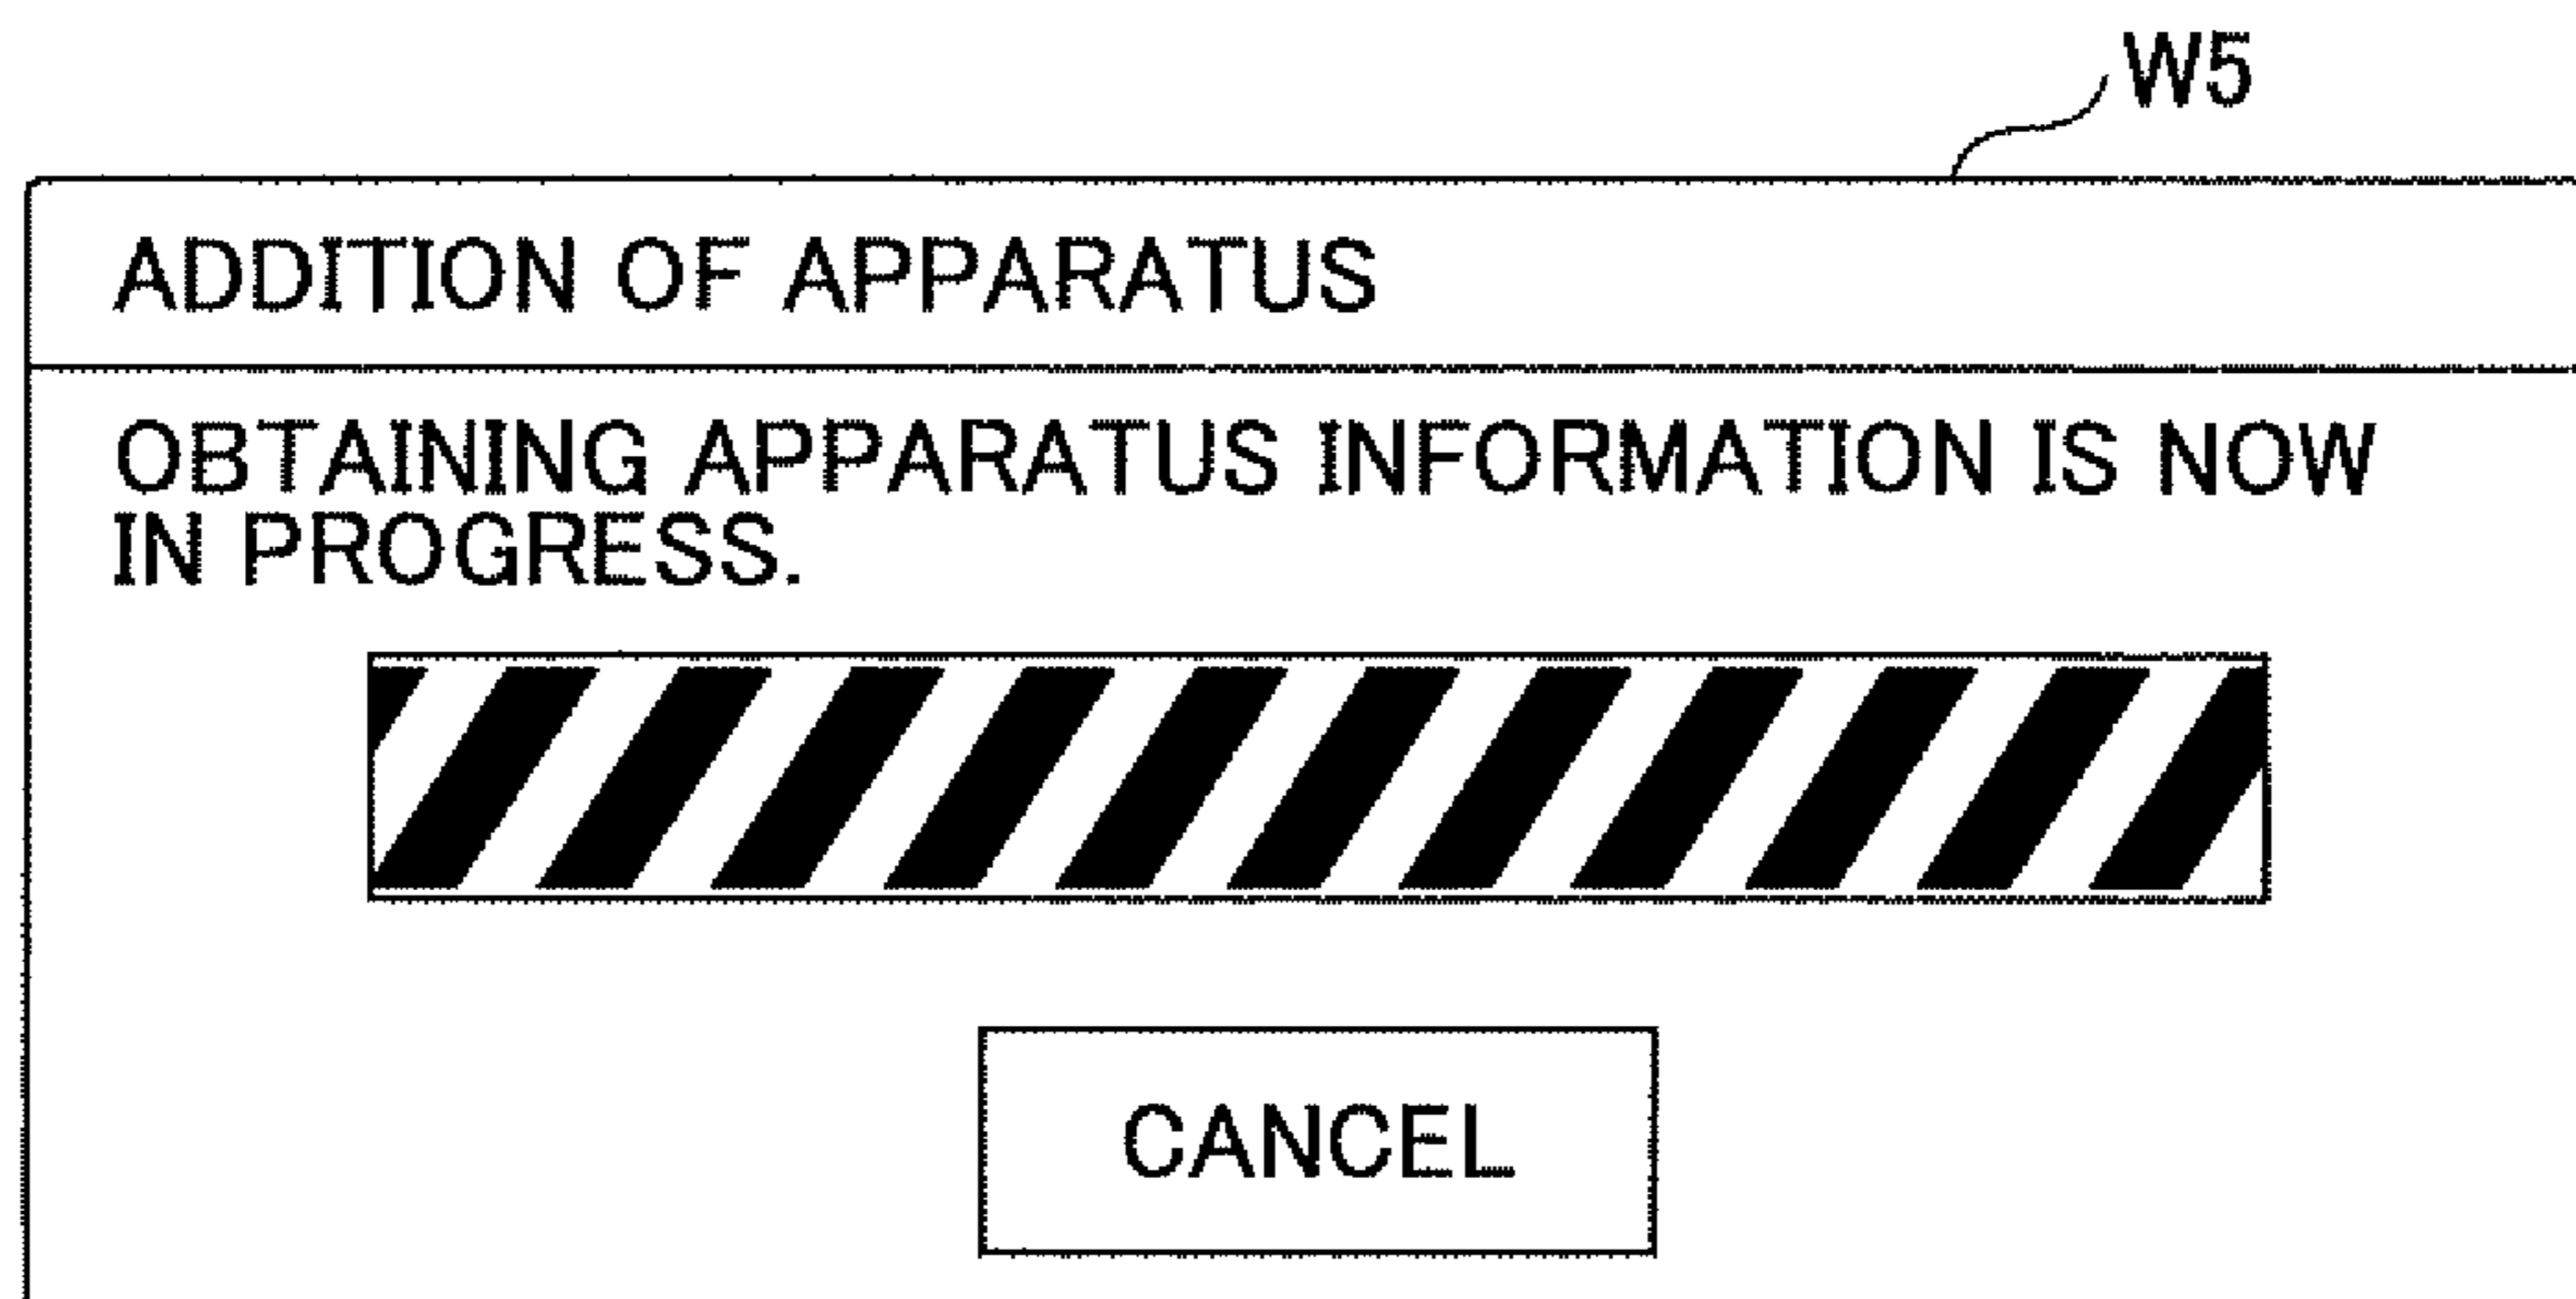 W5
ADDITION OF APPARATUS
OBTAINING APPARATUS INFORMATION IS NOW
IN PROGRESS.
CANCEL